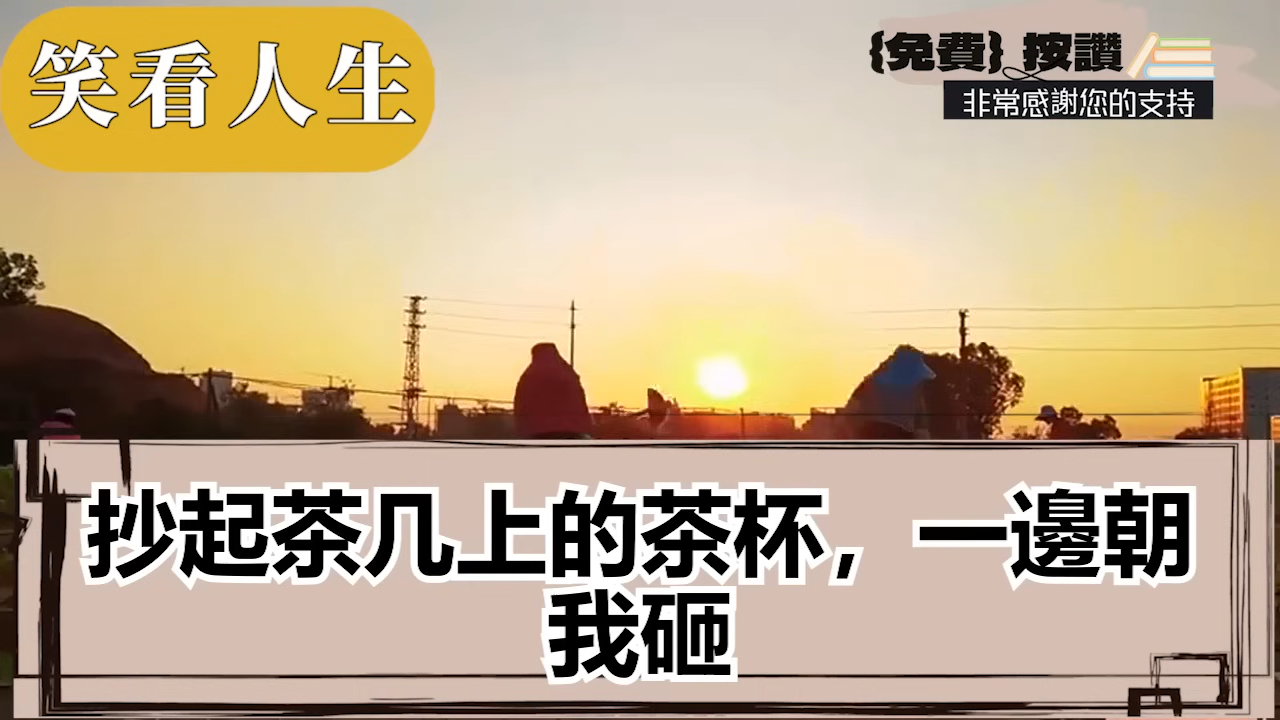 笑看人生
{免費} 按讚
非常感謝您的支持
抄起茶几上的茶杯，一邊朝
我砸